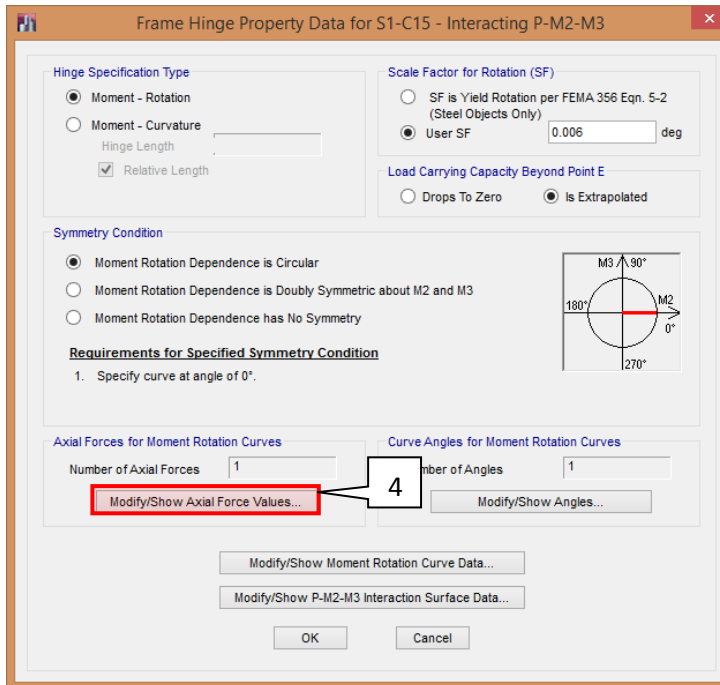 Frame Hinge Property Data for S1-C15 - Interacting P-M2-M3
Hinge Specification Type
Moment - Rotation
Moment - Curvature
Hinge Length
Relative Length
Scale Factor for Rotation (SF)
SF is Yield Rotation per FEMA 356 Eqn. 5-2
(Steel Objects Only)
User SF 0.006 deg
Load Carrying Capacity Beyond Point E
Drops To Zero Is Extrapolated
Symmetry Condition
Moment Rotation Dependence is Circular
Moment Rotation Dependence is Doubly Symmetric about M2 and M3
Moment Rotation Dependence has No Symmetry
Requirements for Specified Symmetry Condition
1. Specify curve at angle of 0°.
M3 90°
180° M2
0°
270°
Axial Forces for Moment Rotation Curves
Number of Axial Forces 1
Modify/Show Axial Force Values...
4
Curve Angles for Moment Rotation Curves
mber of Angles 1
Modify/Show Angles...
Modify/Show Moment Rotation Curve Data...
Modify/Show P-M2-M3 Interaction Surface Data...
OK Cancel